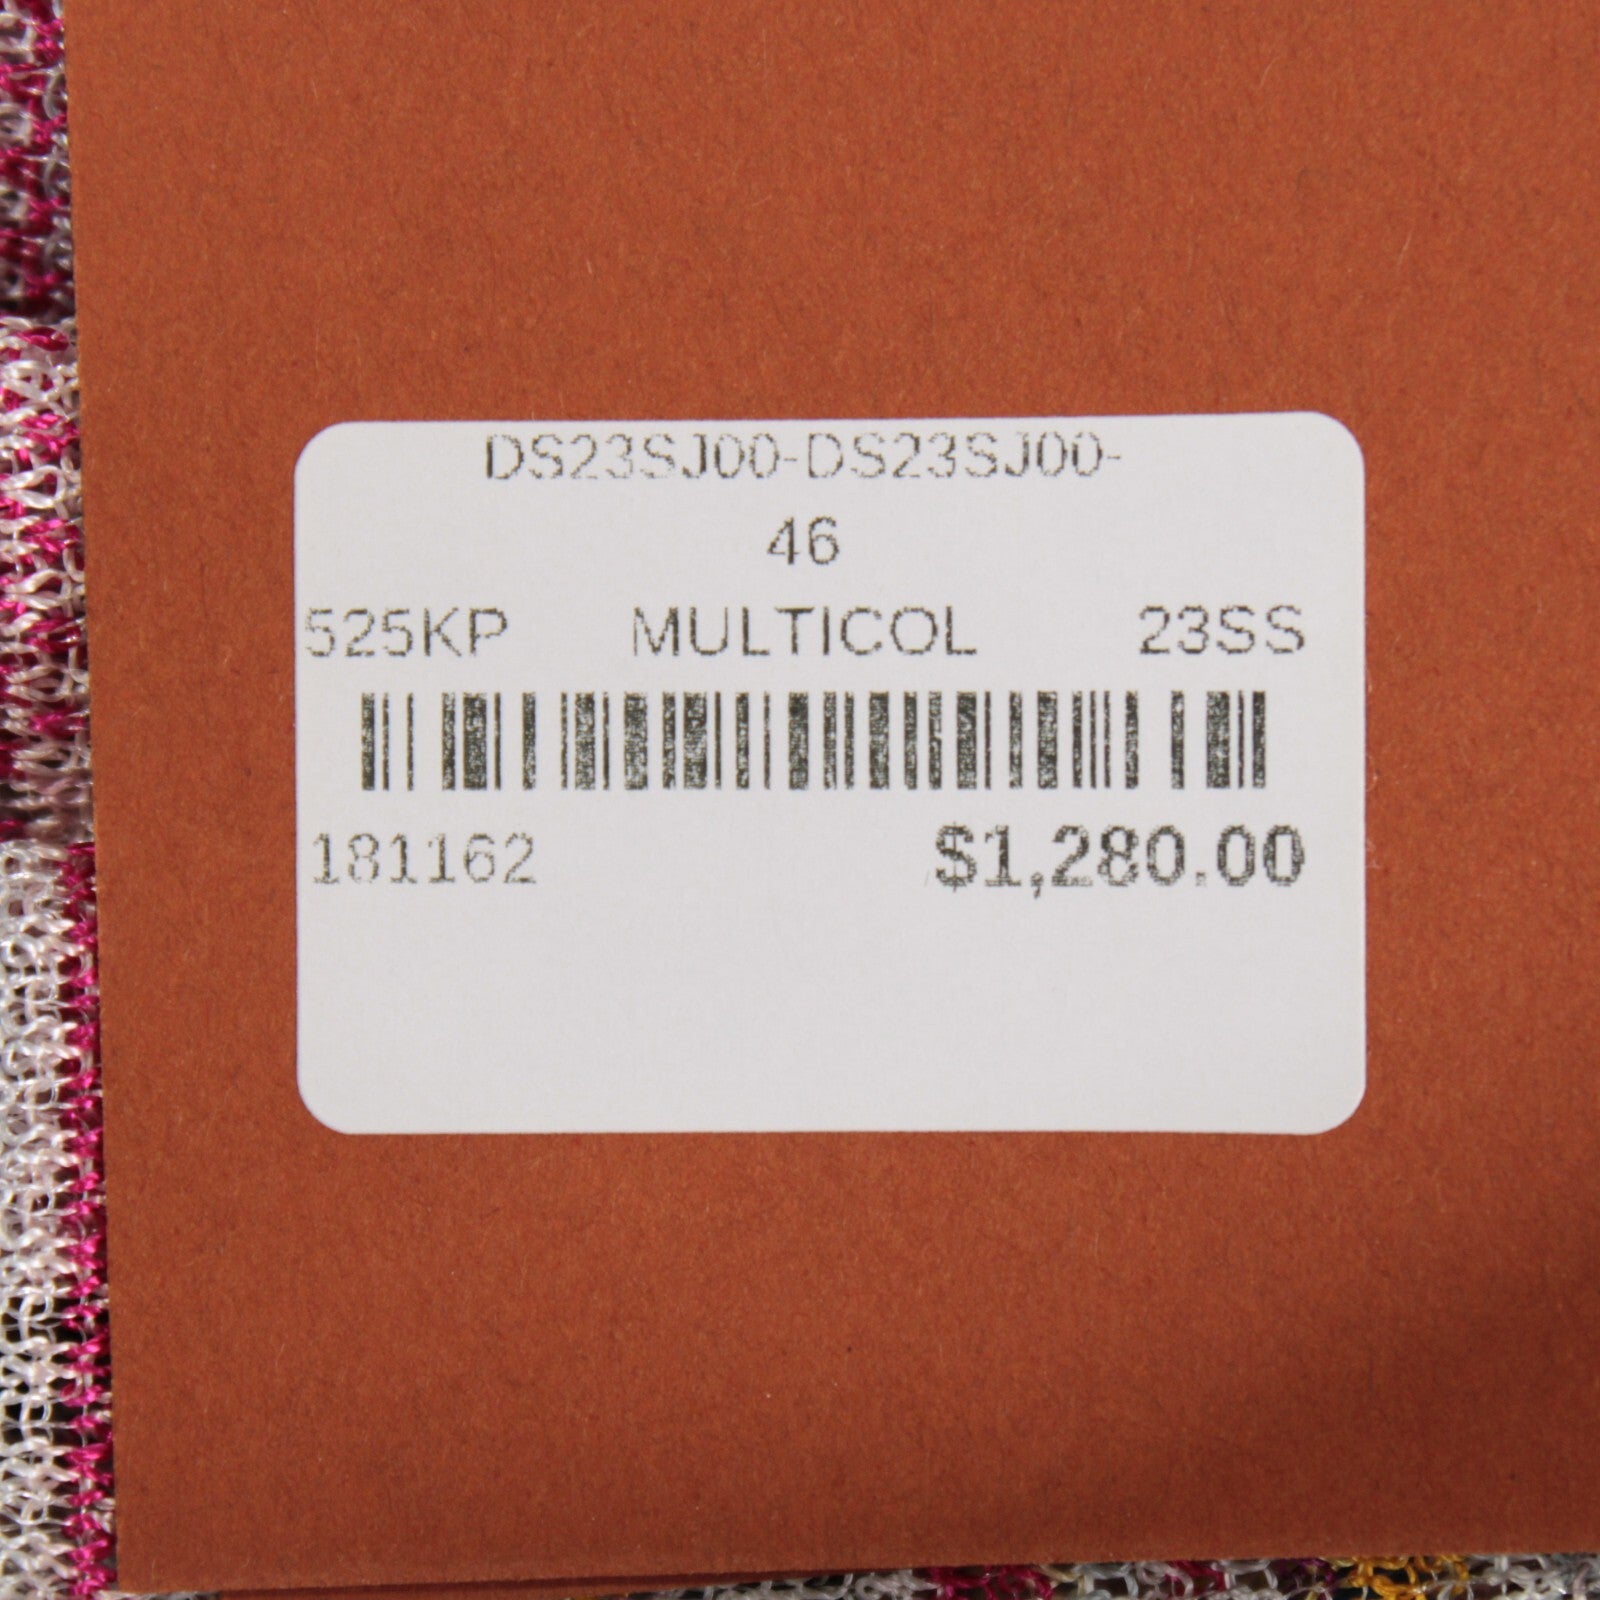 DS23SJ00-DS23SJ00-
46
525KP MULTICOL 23SS
181162 $1,280.00